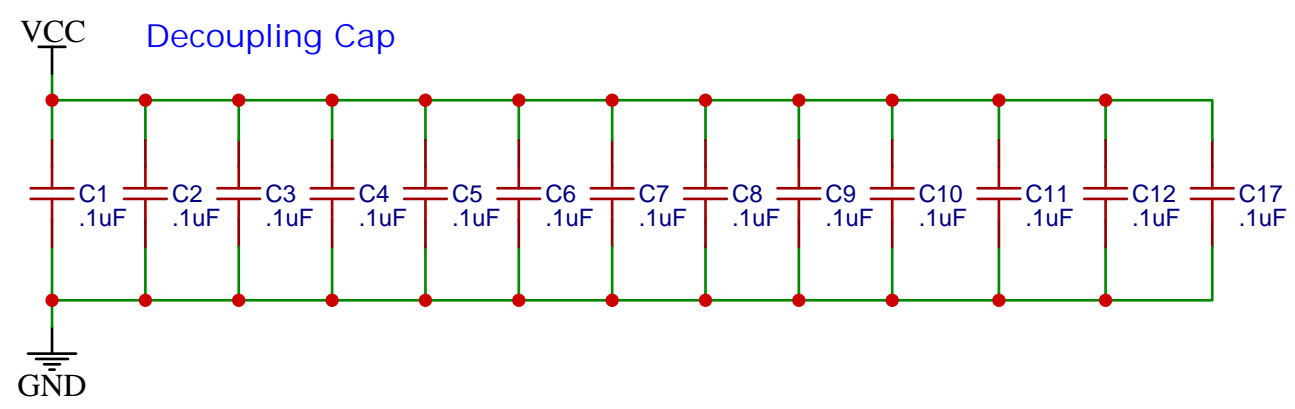 VCC
Decoupling Cap
C1 C2 C3 C4 C5 C6 C7 C8 C9 C10 C11 C12 C17
.1uF .1uF .1uF .1uF .1uF .1uF .1uF .1uF .1uF .1uF .1uF .1uF .1uF
GND